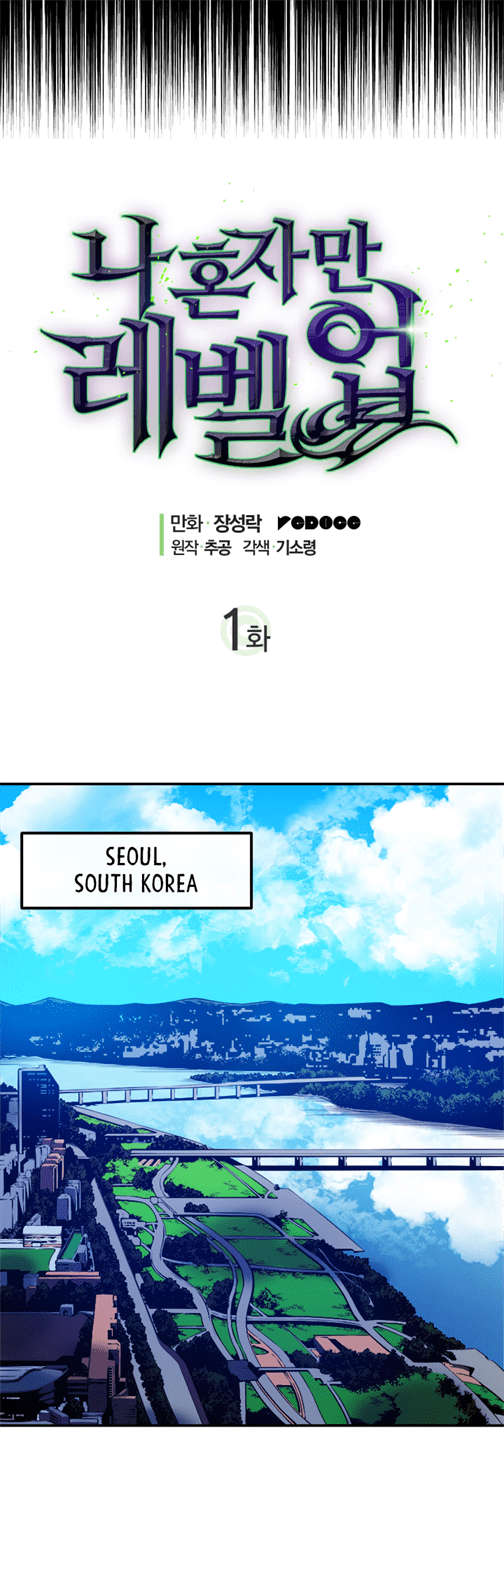 나 혼자만
레벨업
만화·장성락 REDICE
원작·추공 각색·기소령
1화
SEOUL,
SOUTH KOREA